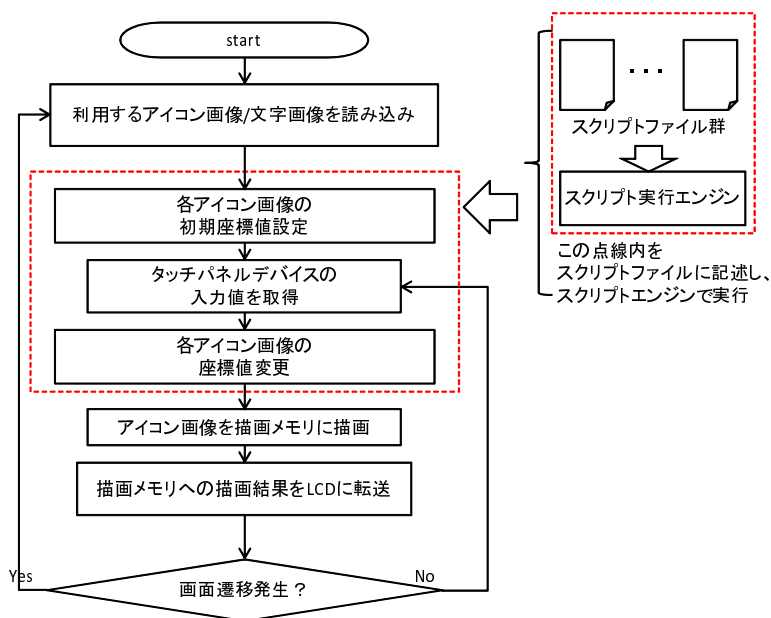 start
利用するアイコン画像/文字画像を読み込み
各アイコン画像の
初期座標値設定
タッチパネルデバイスの
入力値を取得
各アイコン画像の
座標値変更
アイコン画像を描画メモリに描画
描画メモリへの描画結果をLCDに転送
画面遷移発生？
Yes
No
・・・
スクリプトファイル群
スクリプト実行エンジン
この点線内を
スクリプトファイルに記述し、
スクリプトエンジンで実行